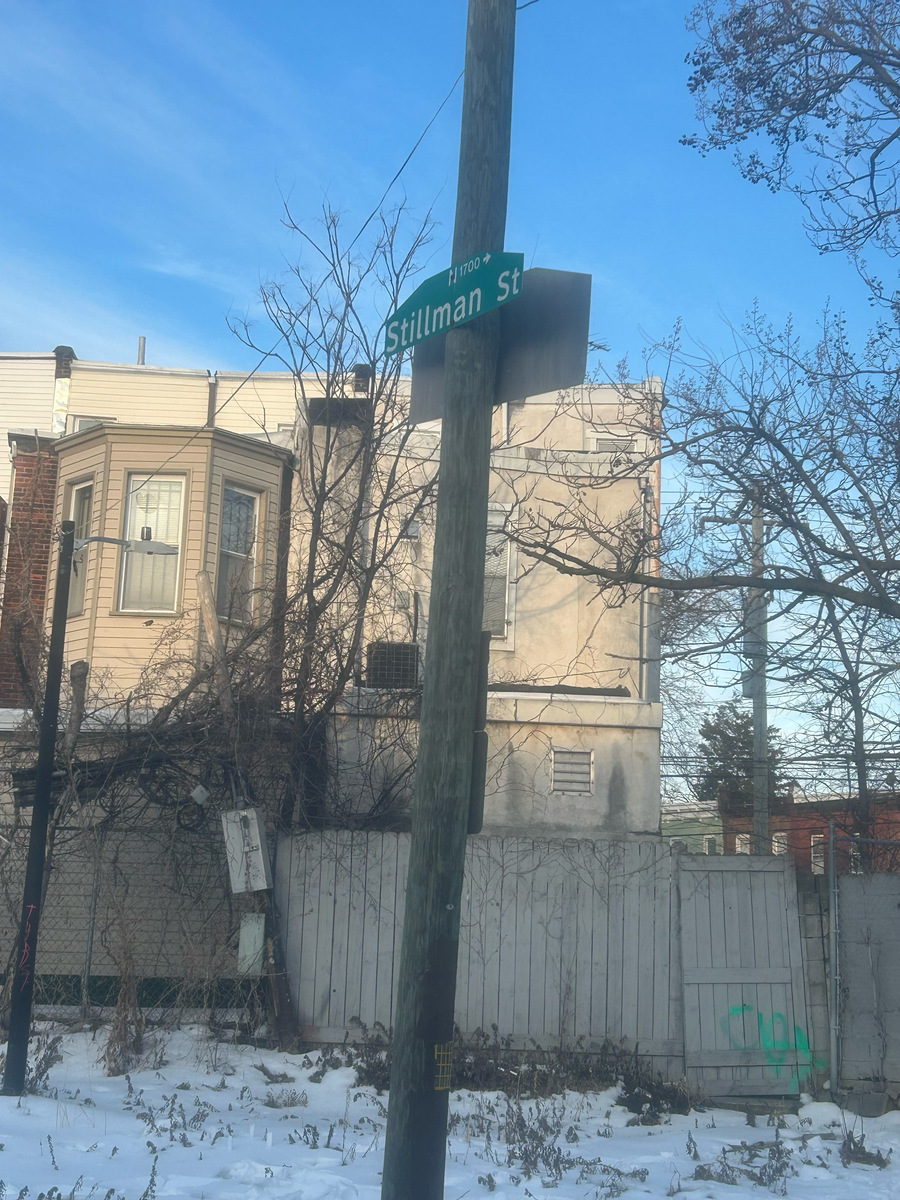 N 1700 →
Stillman St